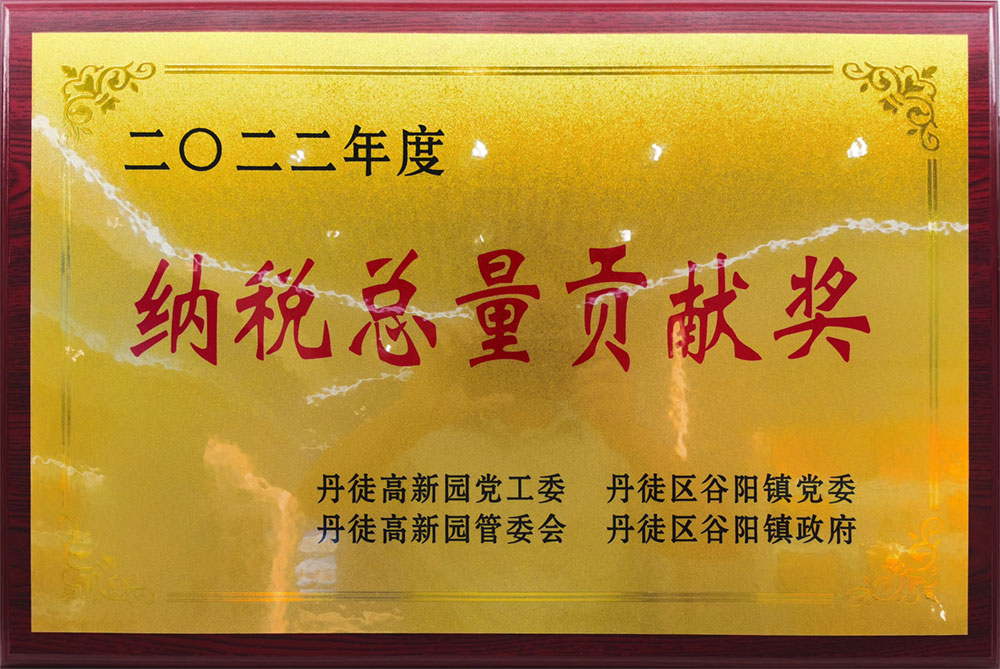 二〇二二年度
纳税总量贡献奖
丹徒高新园党工委 丹徒区谷阳镇党委
丹徒高新园管委会 丹徒区谷阳镇政府